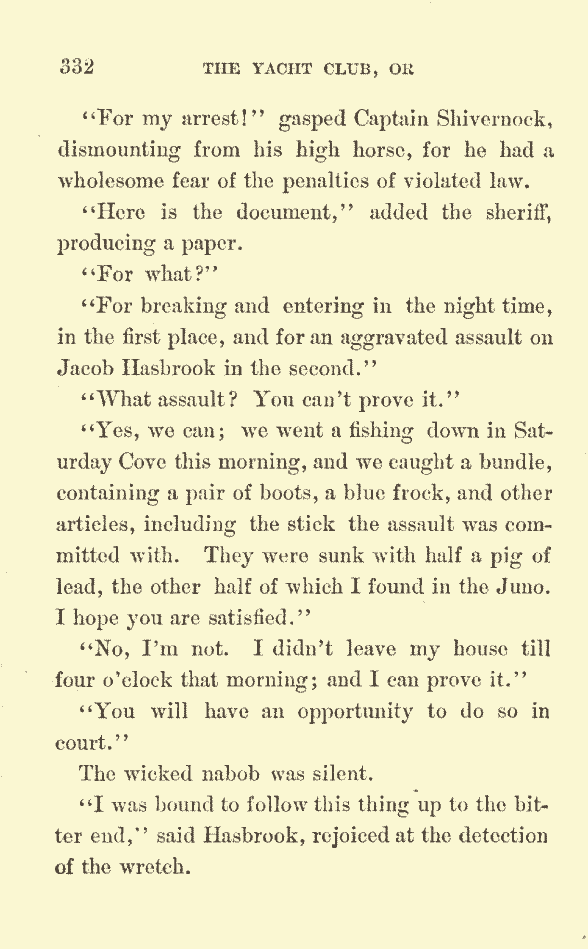 332 THE YACHT CLUB, OR
"For my arrest!" gasped Captain Shivernock,
dismounting from his high horse, for he had a
wholesome fear of the penalties of violated law.
"Here is the document," added the sheriff,
producing a paper.
"For what?"
"For breaking and entering in the night time,
in the first place, and for an aggravated assault on
Jacob Hasbrook in the second."
"What assault? You can't prove it."
"Yes, we can; we went a fishing down in Sat-
urday Cove this morning, and we caught a bundle,
containing a pair of boots, a blue frock, and other
articles, including the stick the assault was com-
mitted with. They were sunk with half a pig of
lead, the other half of which I found in the Juno.
I hope you are satisfied."
"No, I'm not. I didn't leave my house till
four o'clock that morning; and I can prove it."
"You will have an opportunity to do so in
court."
The wicked nabob was silent.
"I was bound to follow this thing up to the bit-
ter end," said Hasbrook, rejoiced at the detection
of the wretch.